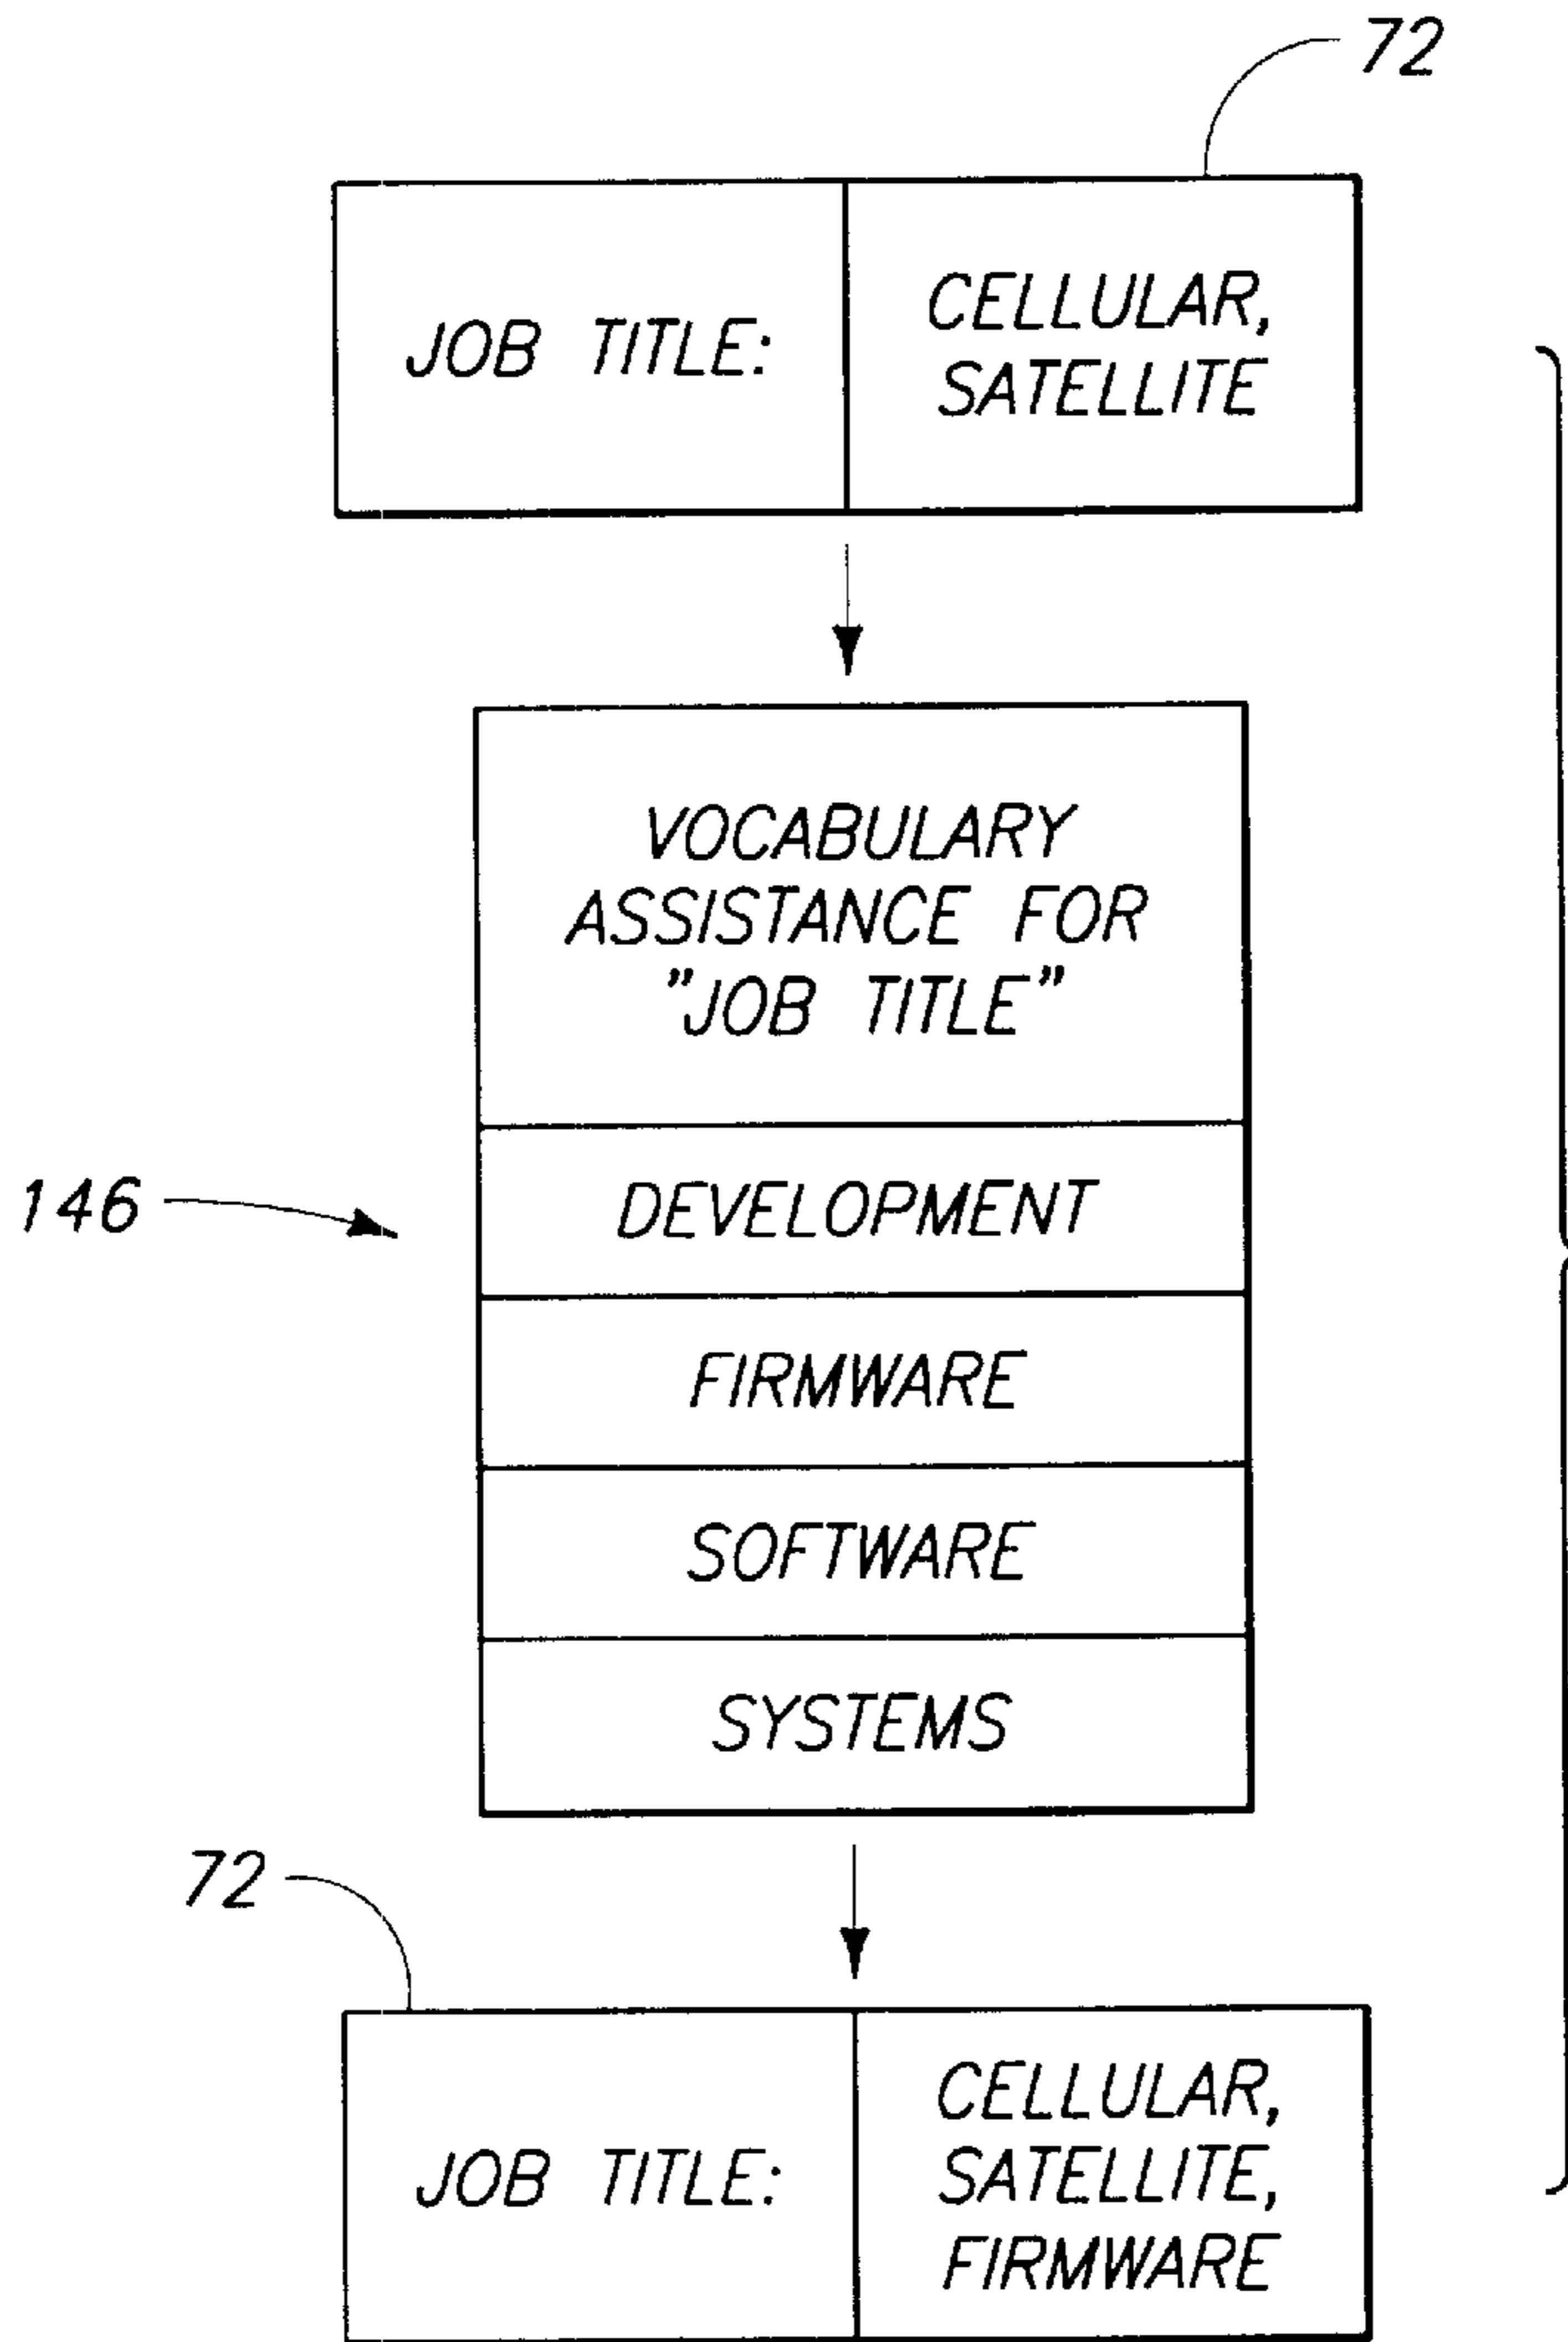 72
JOB TITLE:
CELLULAR,
SATELLITE
VOCABULARY
ASSISTANCE FOR
"JOB TITLE"
146
DEVELOPMENT
FIRMWARE
SOFTWARE
SYSTEMS
72
JOB TITLE:
CELLULAR,
SATELLITE,
FIRMWARE